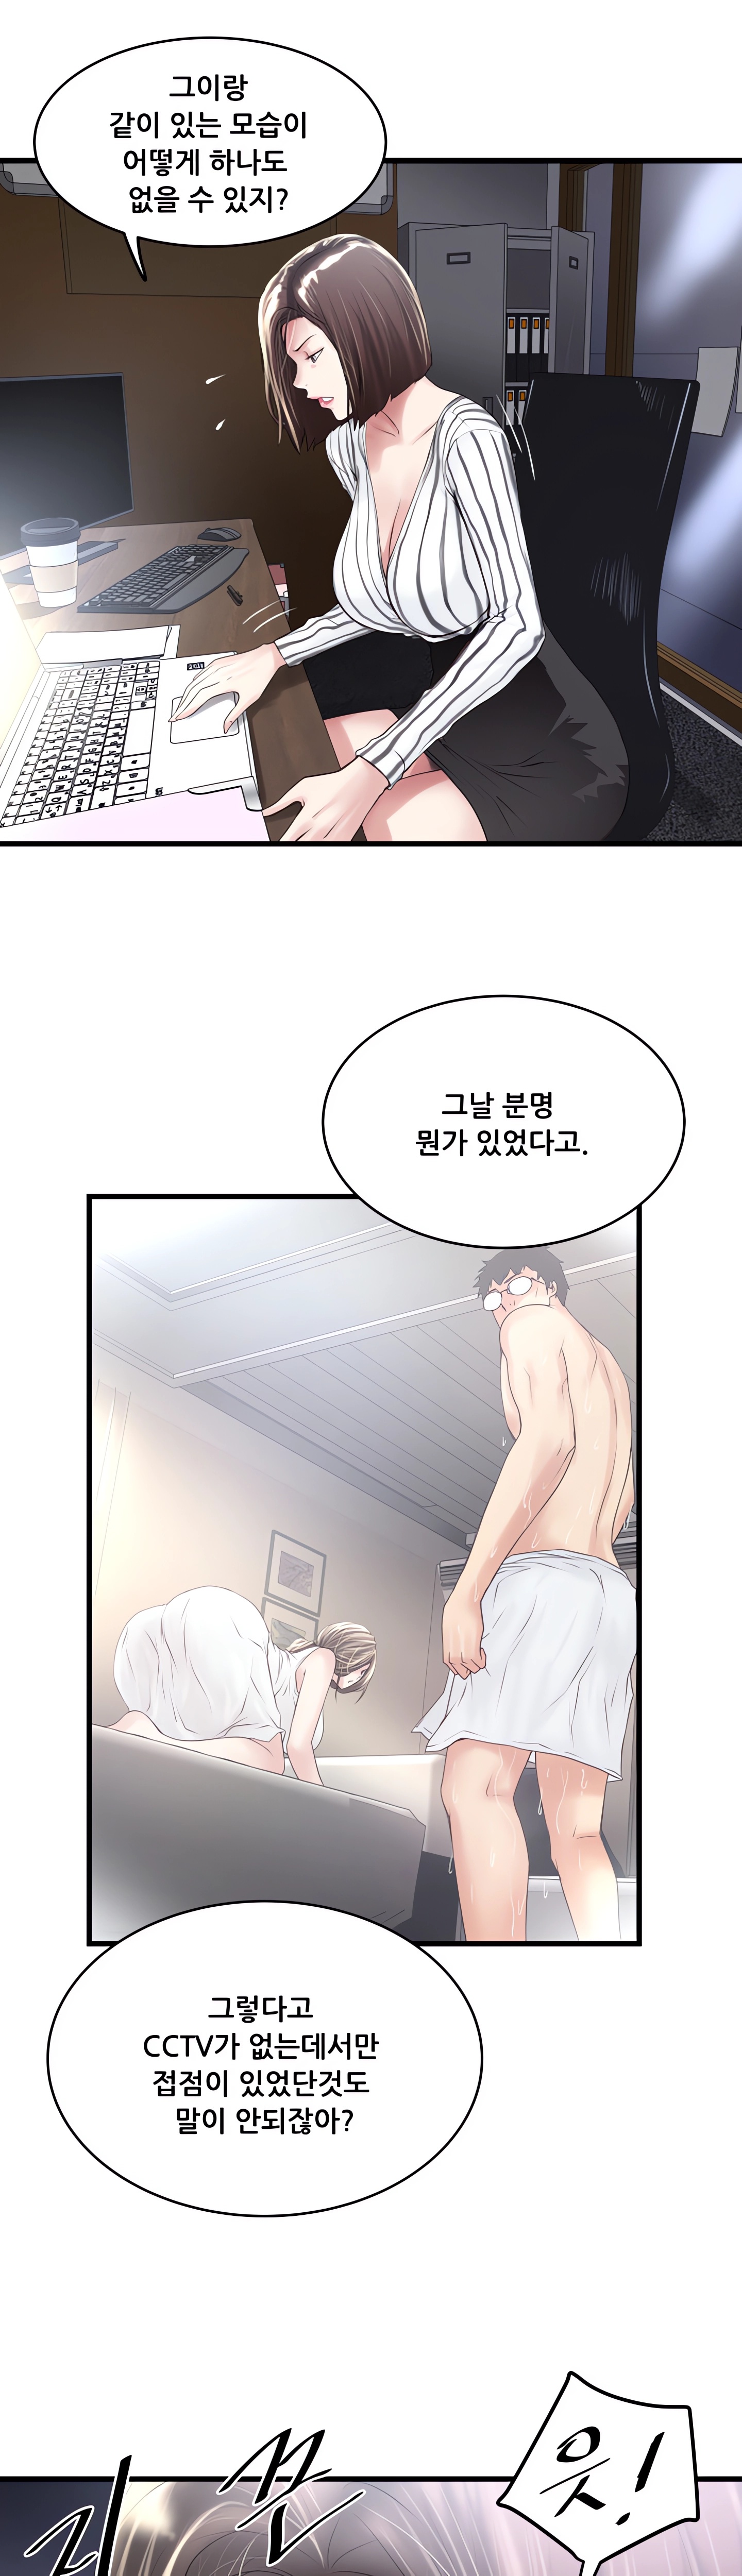 그이랑
같이 있는 모습이
어떻게 하나도
없을 수 있지?
그날 분명
뭔가 있었다고.
그렇다고
CCTV가 없는데서만
접점이 있었단것도
말이 안되잖아?
읏!